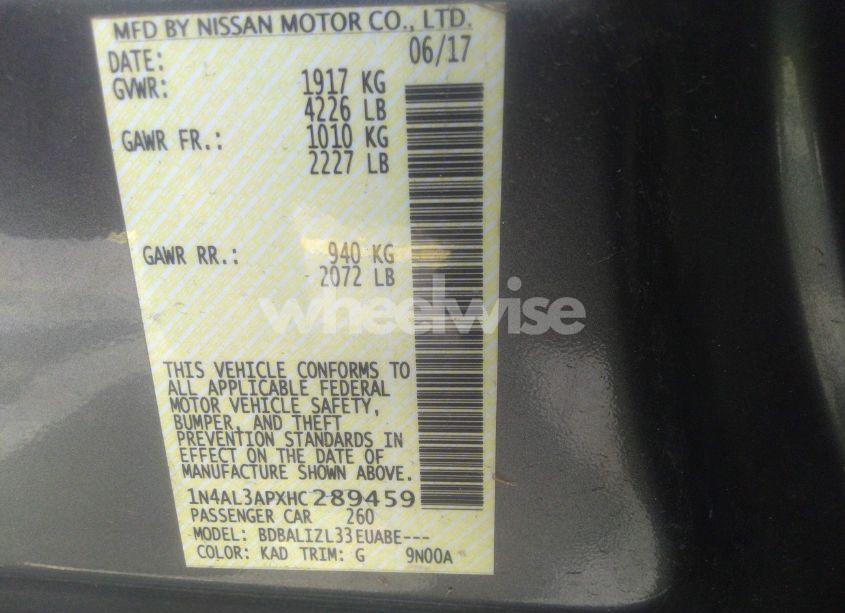 MFD BY NISSAN MOTOR CO., LTD.
DATE: 06/17
GVWR: 1917 KG
4226 LB
GAWR FR.: 1010 KG
2227 LB
GAWR RR.: 940 KG
2072 LB
wheelwise
THIS VEHICLE CONFORMS TO
ALL APPLICABLE FEDERAL
MOTOR VEHICLE SAFETY,
BUMPER, AND THEFT
PREVENTION STANDARDS IN
EFFECT ON THE DATE OF
MANUFACTURE SHOWN ABOVE.
1N4AL3APXHC289459
PASSENGER CAR 260
MODEL: BDBALIZL33EUABE---
COLOR: KAD TRIM: G 9N00A